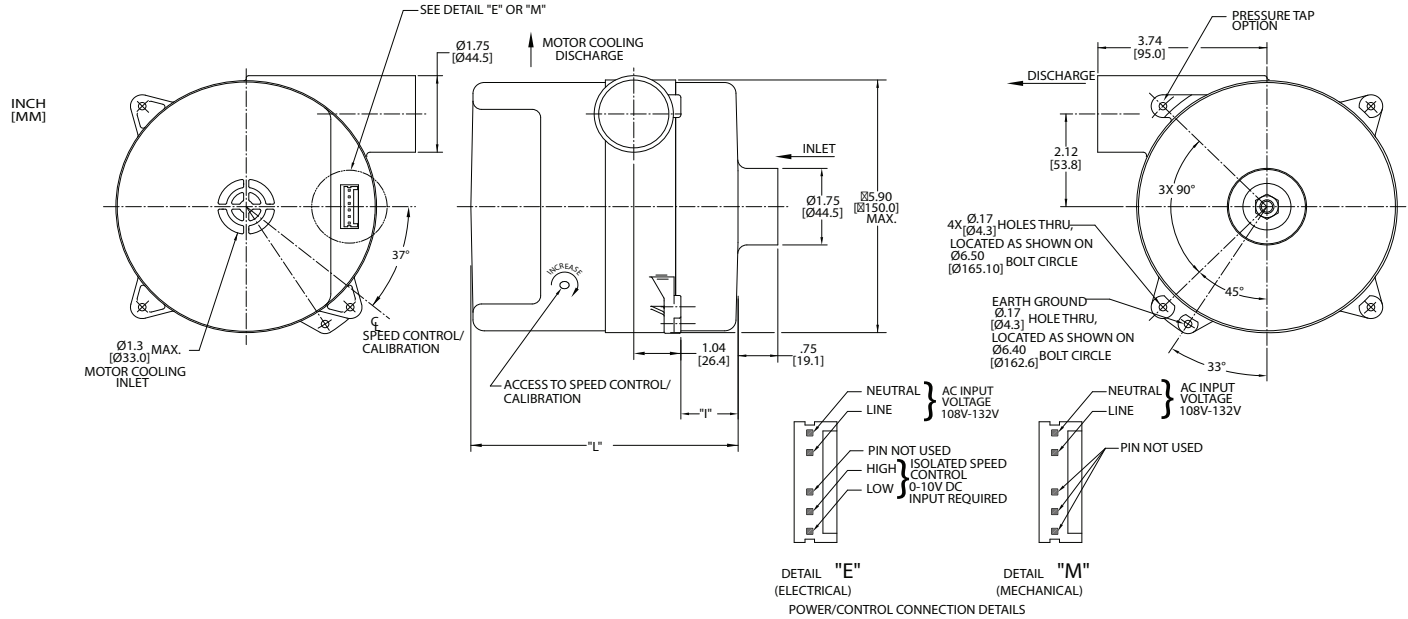 SEE DETAIL "E" OR "M"
Ø1.75
[Ø44.5]
MOTOR COOLING
DISCHARGE
INCH
[MM]
37°
C
L
SPEED CONTROL/
CALIBRATION
Ø1.3
[Ø33.0] MAX.
MOTOR COOLING
INLET
INLET
Ø1.75
[Ø44.5]
5.90
[150.0]
MAX.
INCREASE
1.04
[26.4]
.75
[19.1]
ACCESS TO SPEED CONTROL/
CALIBRATION
"I"
"L"
PRESSURE TAP
OPTION
3.74
[95.0]
DISCHARGE
2.12
[53.8]
3X 90°
4X Ø.17 [Ø4.3] HOLES THRU,
LOCATED AS SHOWN ON
Ø6.50
[Ø165.10] BOLT CIRCLE
45°
EARTH GROUND
Ø.17
[Ø4.3] HOLE THRU,
LOCATED AS SHOWN ON
Ø6.40
[Ø162.6] BOLT CIRCLE
33°
NEUTRAL
LINE
} AC INPUT
VOLTAGE
108V-132V
PIN NOT USED
HIGH
LOW
} ISOLATED SPEED
CONTROL
0-10V DC
INPUT REQUIRED
DETAIL "E"
(ELECTRICAL)
NEUTRAL
LINE
} AC INPUT
VOLTAGE
108V-132V
PIN NOT USED
DETAIL "M"
(MECHANICAL)
POWER/CONTROL CONNECTION DETAILS